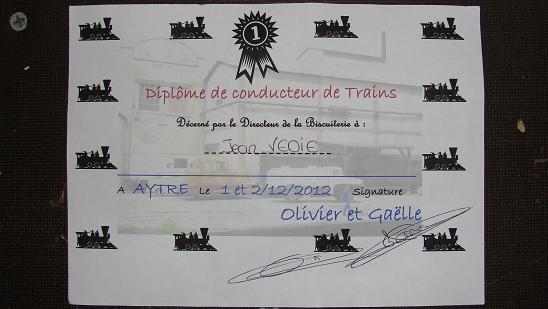 1
Diplôme de conducteur de Trains
Décerné par le Directeur de la Biscuiterie à :
Jean VEDIE
A AYTRE Le 1 et 2/12/2012 Signature
Olivier et Gaëlle